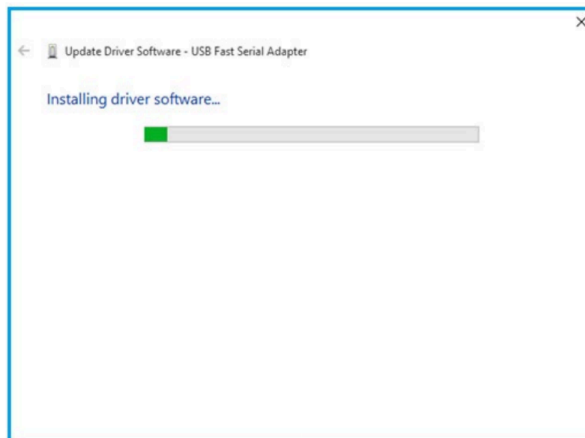 Update Driver Software - USB Fast Serial Adapter
Installing driver software...